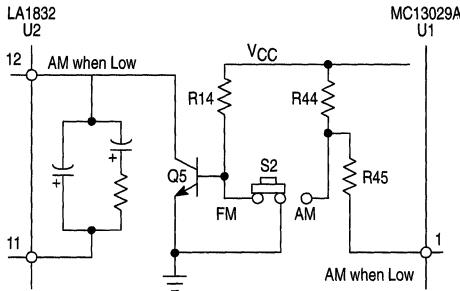 LA1832
U2
MC13029A
U1
12
AM when Low
VCC
R14
R44
S2
Q5
R45
FM
AM
11
1
AM when Low
+
+